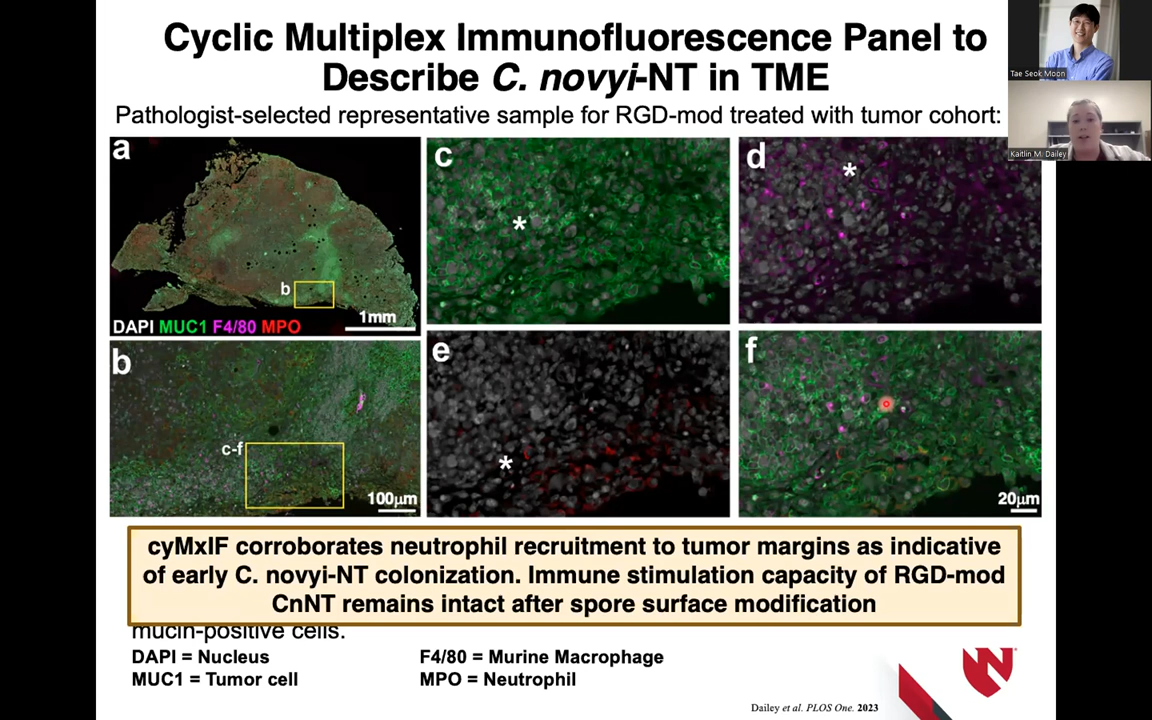 Cyclic Multiplex Immunofluorescence Panel to
Describe C. novyi-NT in TME
Pathologist-selected representative sample for RGD-mod treated with tumor cohort:
Tae Seok Moon
Kaitlin M. Dailey
a
b
1mm
DAPI MUC1 F4/80 MPO
c
*
d
*
b
c-f
100μm
e
*
f
20μm
cyMxIF corroborates neutrophil recruitment to tumor margins as indicative
of early C. novyi-NT colonization. Immune stimulation capacity of RGD-mod
CnNT remains intact after spore surface modification
mucin-positive cells.
DAPI = Nucleus
MUC1 = Tumor cell
F4/80 = Murine Macrophage
MPO = Neutrophil
N
Dailey et al. PLOS One. 2023